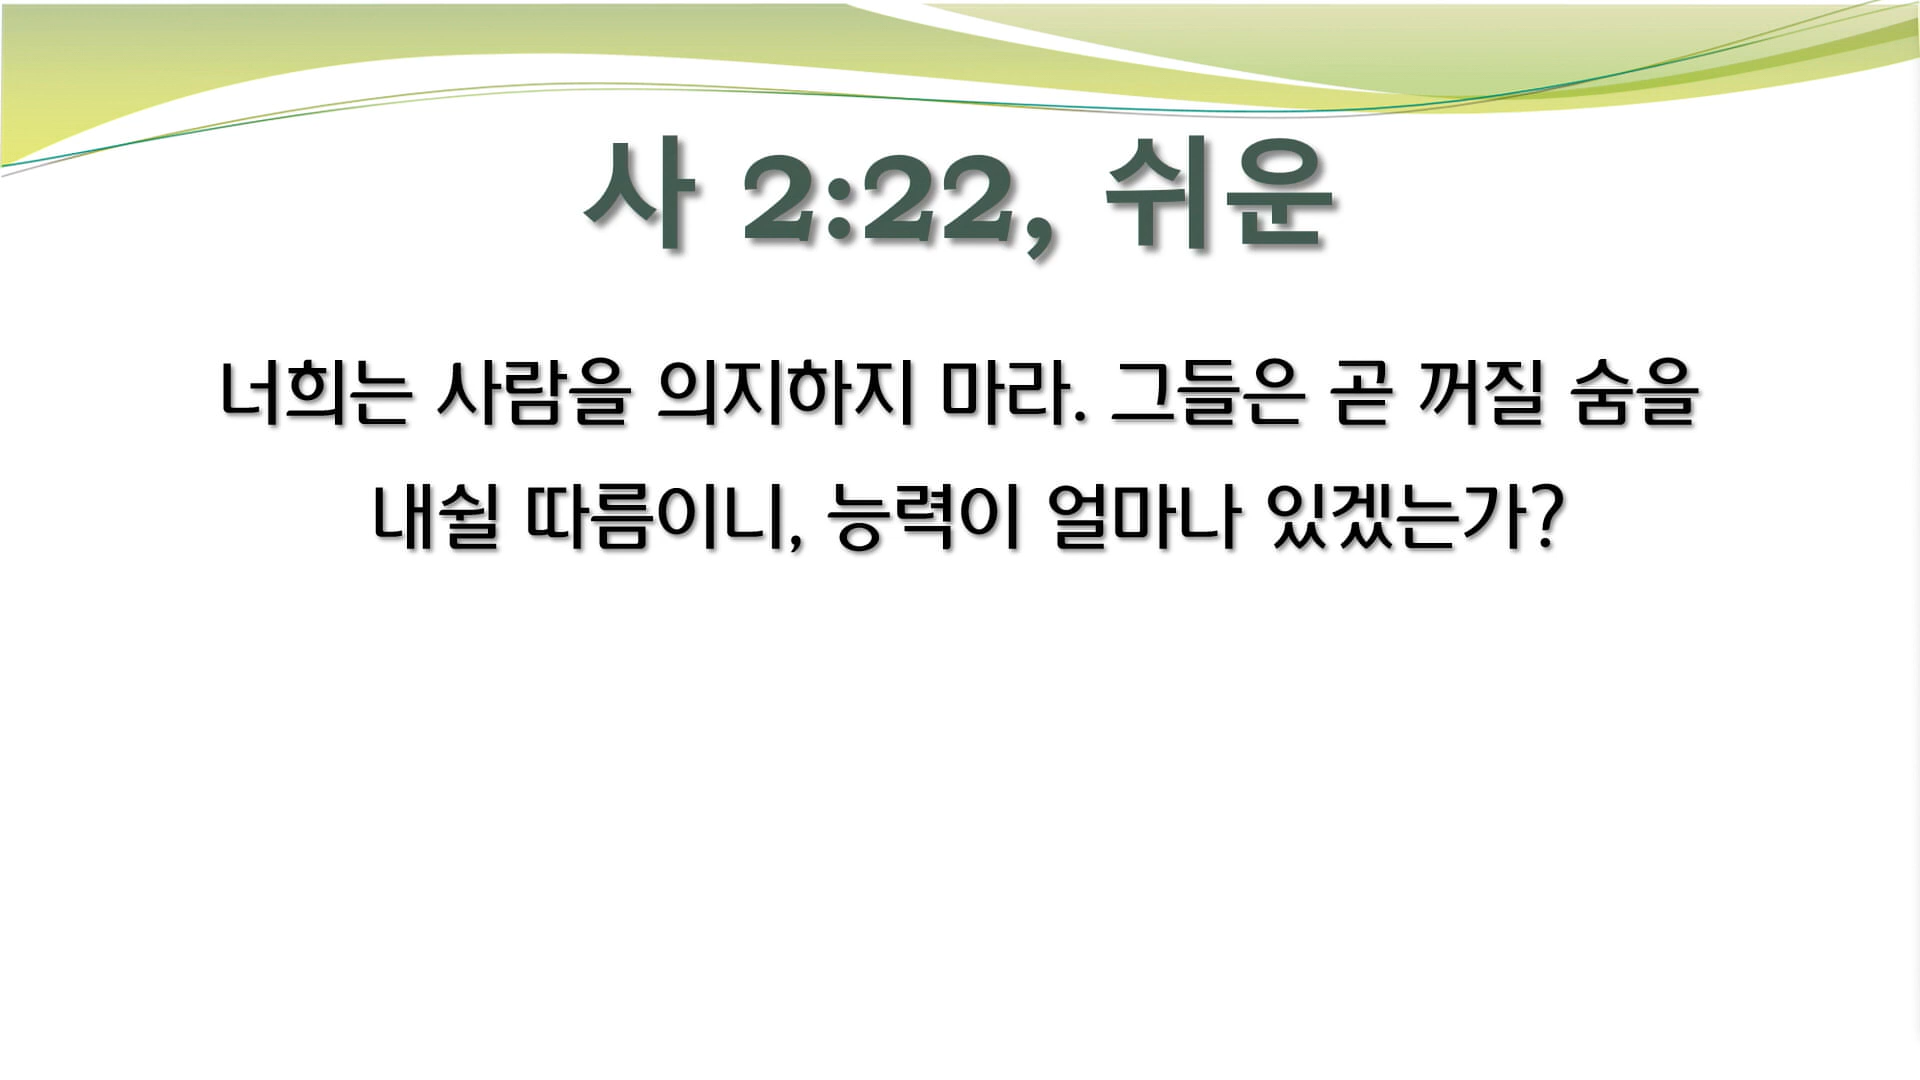 사 2:22, 쉬운
너희는 사람을 의지하지 마라. 그들은 곧 꺼질 숨을
내쉴 따름이니, 능력이 얼마나 있겠는가?